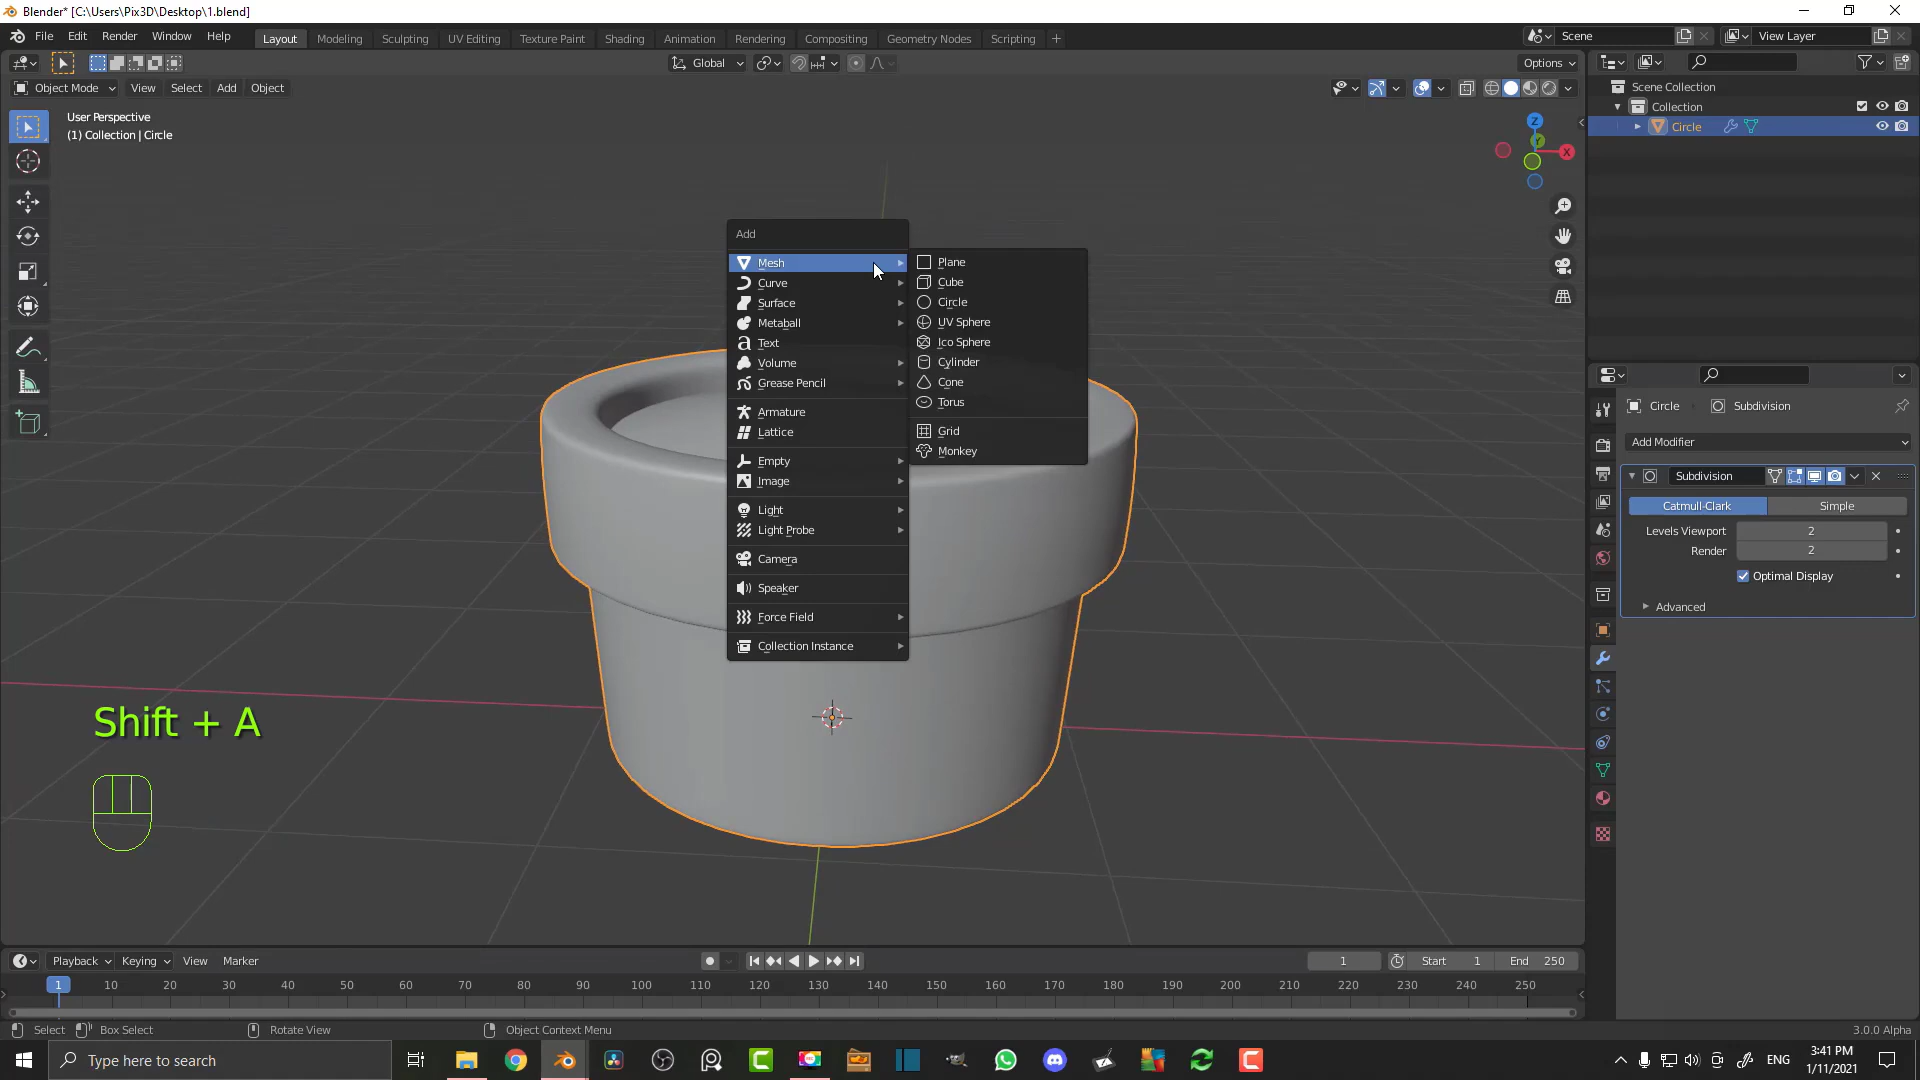 Blender* [C:\Users\Pix3D\Desktop\1.blend]
File Edit Render Window Help Layout Modeling Sculpting UV Editing Texture Paint Shading Animation Rendering Compositing Geometry Nodes Scripting + Scene View Layer
Global Options
Object Mode View Select Add Object
User Perspective
(1) Collection | Circle
Z
Y
X
Add
Mesh
Curve
Surface
Metaball
Text
Volume
Grease Pencil
Armature
Lattice
Empty
Image
Light
Light Probe
Camera
Speaker
Force Field
Collection Instance
Plane
Cube
Circle
UV Sphere
Ico Sphere
Cylinder
Cone
Torus
Grid
Monkey
Shift + A
Scene Collection
Collection
Circle
Circle Subdivision
Add Modifier
Subdivision
Catmull-Clark Simple
Levels Viewport 2
Render 2
Optimal Display
Advanced
Playback Keying View Marker 1 Start 1 End 250
1 10 20 30 40 50 60 70 80 90 100 110 120 130 140 150 160 170 180 190 200 210 220 230 240 250
Select Box Select Rotate View Object Context Menu 3.0.0 Alpha
Type here to search
ENG
3:41 PM
1/11/2021